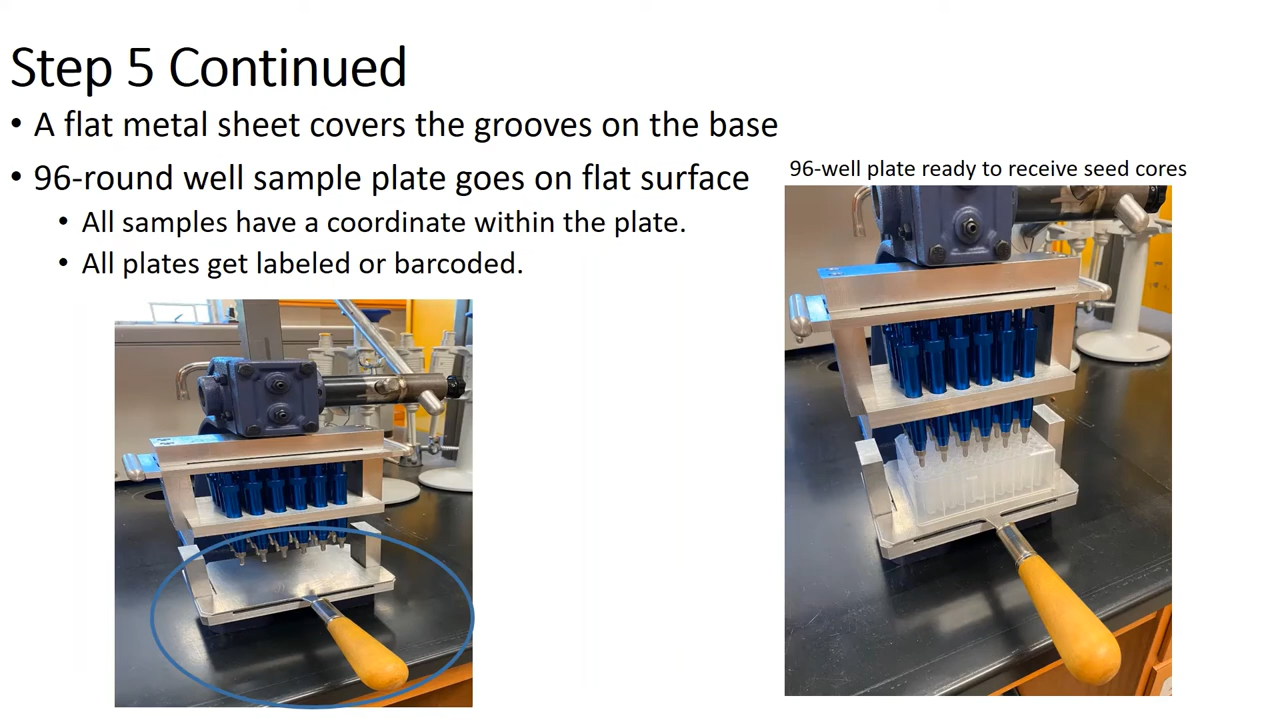 Step 5 Continued
• A flat metal sheet covers the grooves on the base
• 96-round well sample plate goes on flat surface
• All samples have a coordinate within the plate.
• All plates get labeled or barcoded.
96-well plate ready to receive seed cores